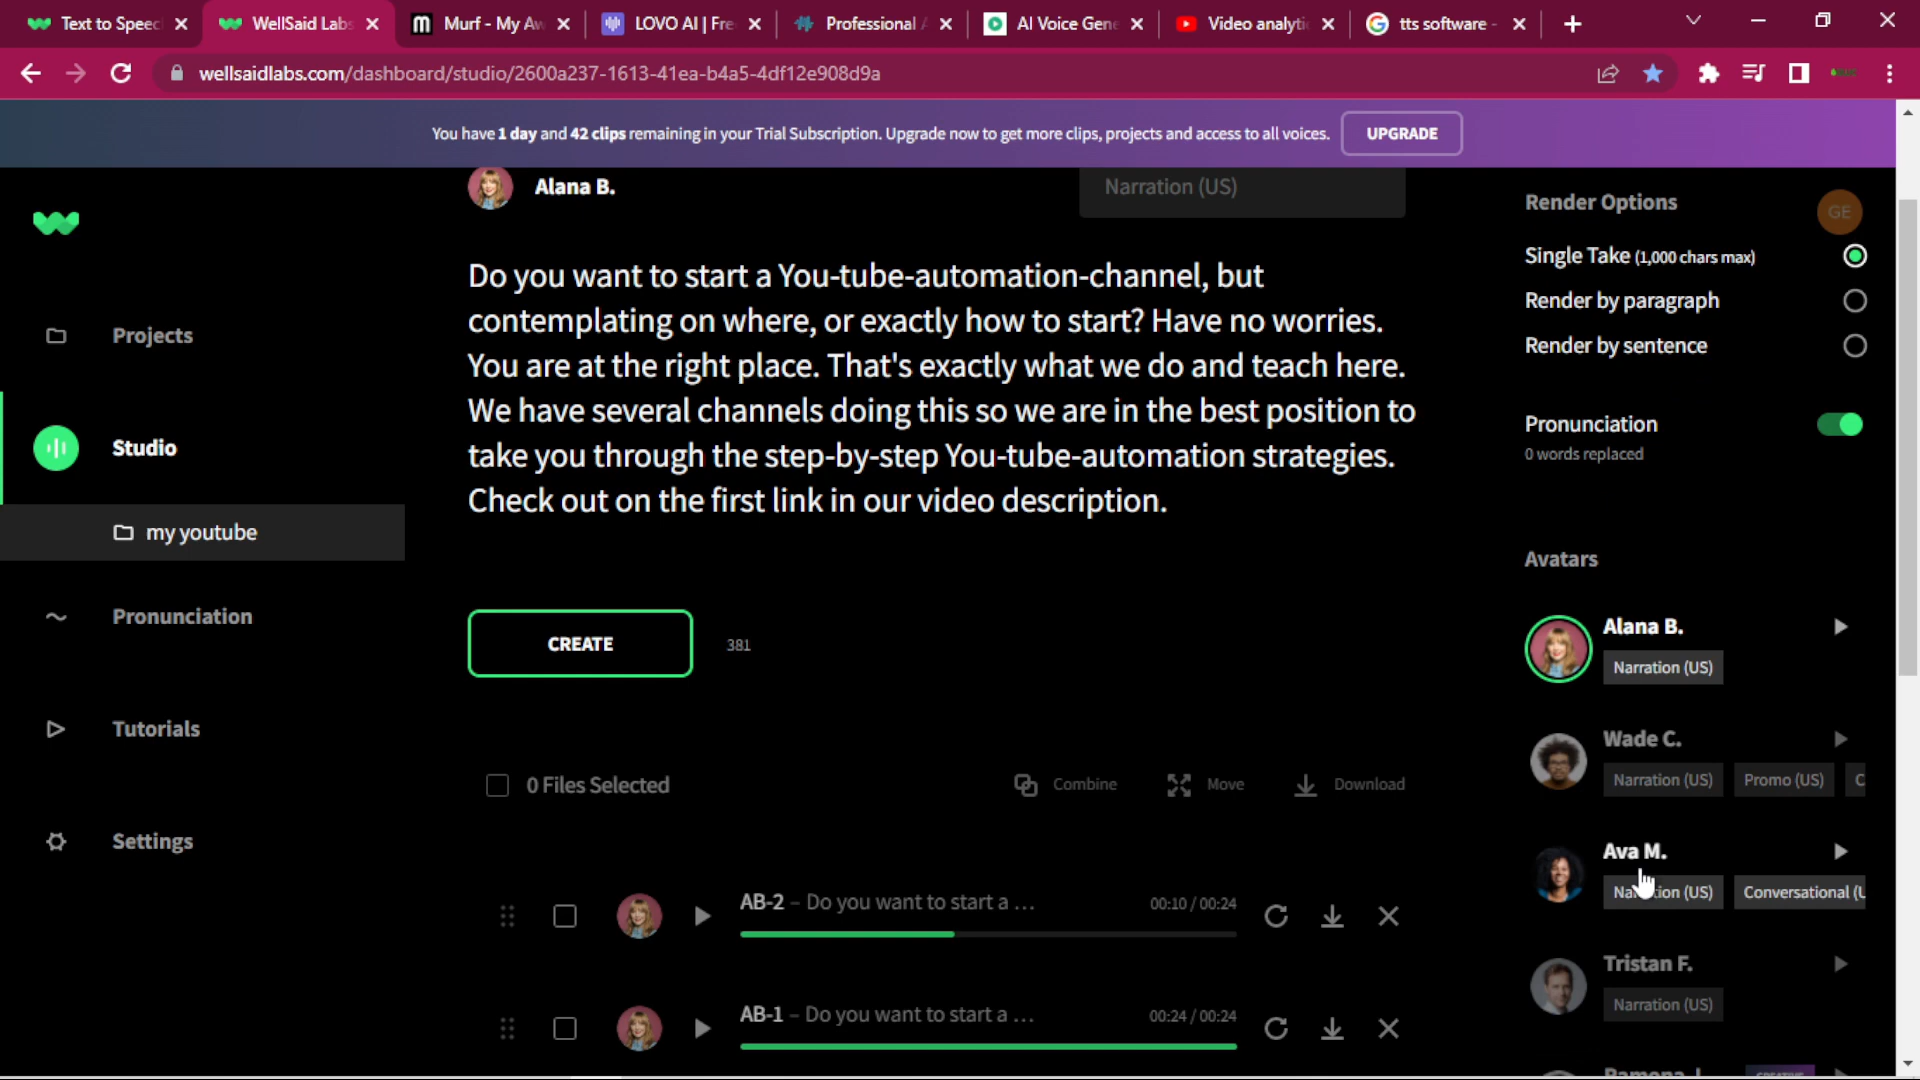 Text to Speec
WellSaid Labs
Murf - My Aw
LOVO AI | Fre
Professional A
AI Voice Gene
Video analytic
tts software -
wellsaidlabs.com/dashboard/studio/2600a237-1613-41ea-b4a5-4df12e908d9a
You have 1 day and 42 clips remaining in your Trial Subscription. Upgrade now to get more clips, projects and access to all voices.
UPGRADE
Alana B.
Narration (US)
Render Options
GE
Single Take (1,000 chars max)
Render by paragraph
Render by sentence
Pronunciation
0 words replaced
Projects
Studio
my youtube
Pronunciation
Tutorials
Settings
Do you want to start a You-tube-automation-channel, but
contemplating on where, or exactly how to start? Have no worries.
You are at the right place. That's exactly what we do and teach here.
We have several channels doing this so we are in the best position to
take you through the step-by-step You-tube-automation strategies.
Check out on the first link in our video description.
CREATE
381
0 Files Selected
Combine
Move
Download
AB-2 – Do you want to start a ...
00:10 / 00:24
AB-1 – Do you want to start a ...
00:24 / 00:24
Avatars
Alana B.
Narration (US)
Wade C.
Narration (US)
Promo (US)
C
Ava M.
Narration (US)
Conversational (U
Tristan F.
Narration (US)
Ramona J.
CREATIVE